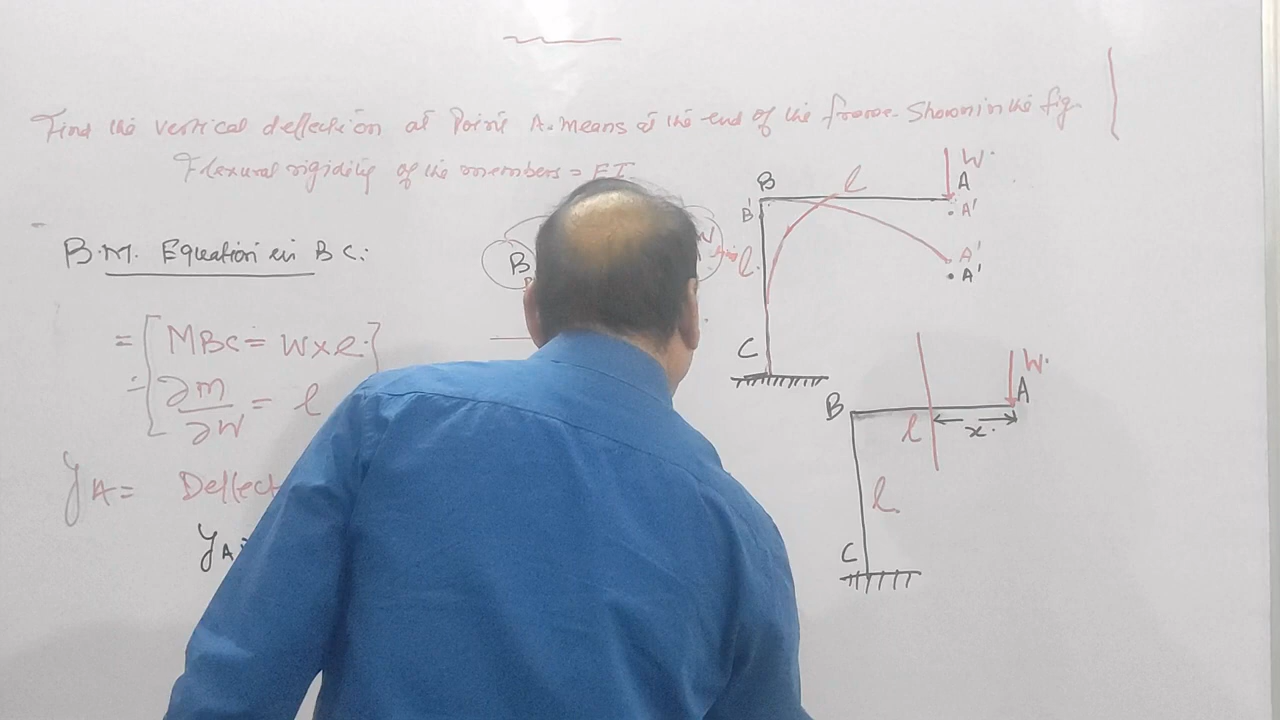 Find the vertical deflection at Point A. Means at the end of the frame. Shown in the fig.
Flexural rigidity of the members = EI
B.M. Equation in BC:
= [MBC = W x l.]
∴ [∂m/∂W = l
yA = Deflect
yA =
B
W
B
l
W.
A
B'
A'
l.
A'
A'
C
W.
A
B
l
x.
l.
C